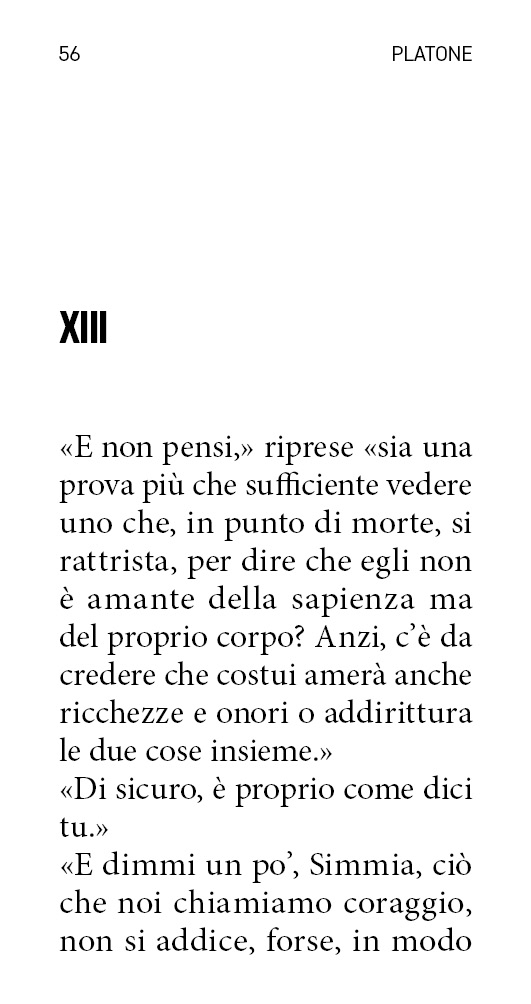 56 PLATONE
XIII
«E non pensi,» riprese «sia una
prova più che sufficiente vedere
uno che, in punto di morte, si
rattrista, per dire che egli non
è amante della sapienza ma
del proprio corpo? Anzi, c’è da
credere che costui amerà anche
ricchezze e onori o addirittura
le due cose insieme.»
«Di sicuro, è proprio come dici
tu.»
«E dimmi un po’, Simmia, ciò
che noi chiamiamo coraggio,
non si addice, forse, in modo